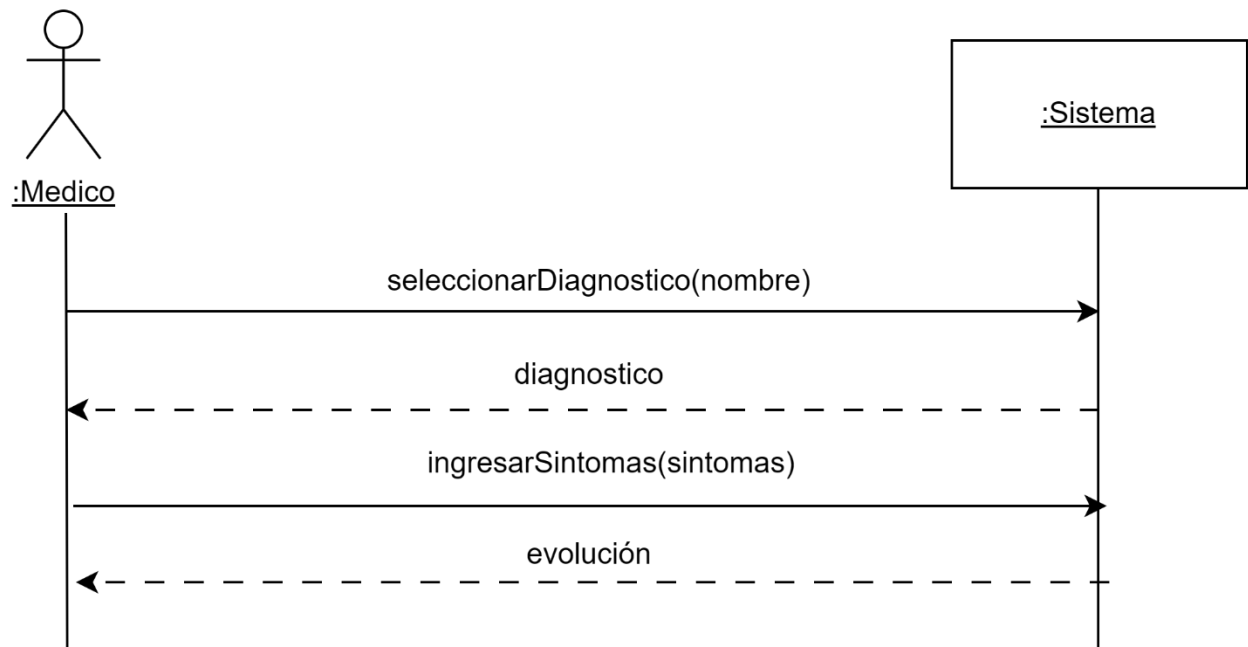 :Sistema
:Medico
seleccionarDiagnostico(nombre)
diagnostico
ingresarSintomas(sintomas)
evolución